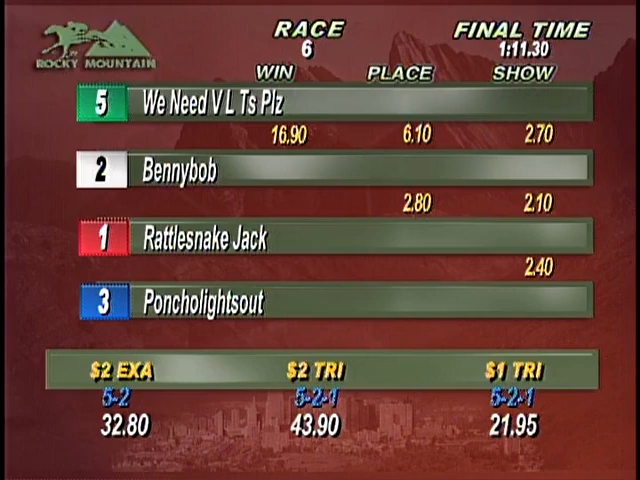 ROCKY MOUNTAIN
RACE
6
FINAL TIME
1:11.30
WIN PLACE SHOW
5 We Need V L Ts Plz
16.90 6.10 2.70
2 Bennybob
2.80 2.10
1 Rattlesnake Jack
2.40
3 Poncholightsout
$2 EXA $2 TRI $1 TRI
5-2 5-2-1 5-2-1
32.80 43.90 21.95